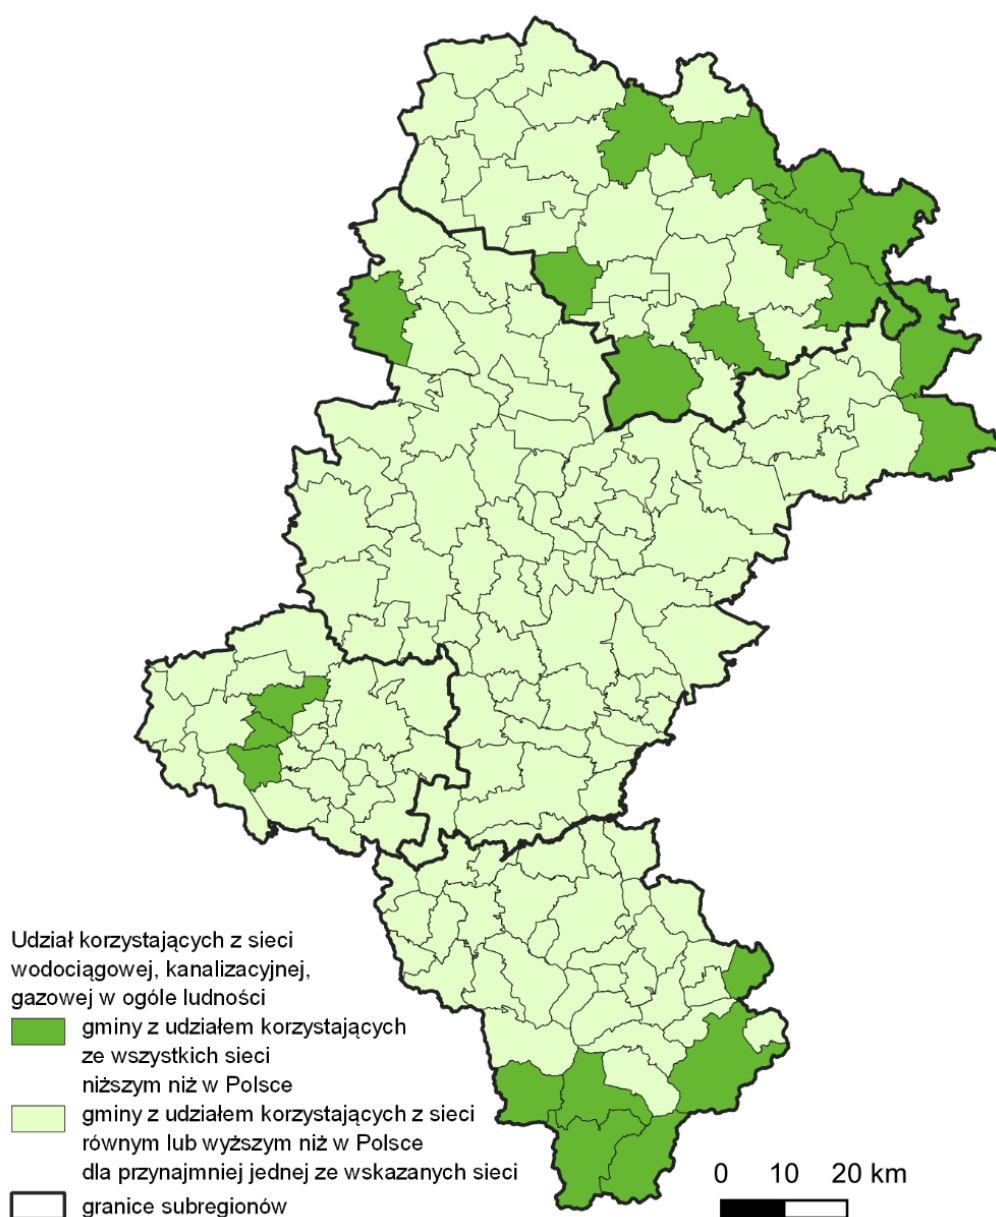 Udział korzystających z sieci
wodociągowej, kanalizacyjnej,
gazowej w ogóle ludności
gminy z udziałem korzystających
ze wszystkich sieci
niższym niż w Polsce
gminy z udziałem korzystających z sieci
równym lub wyższym niż w Polsce
dla przynajmniej jednej ze wskazanych sieci
granice subregionów
0 10 20 km